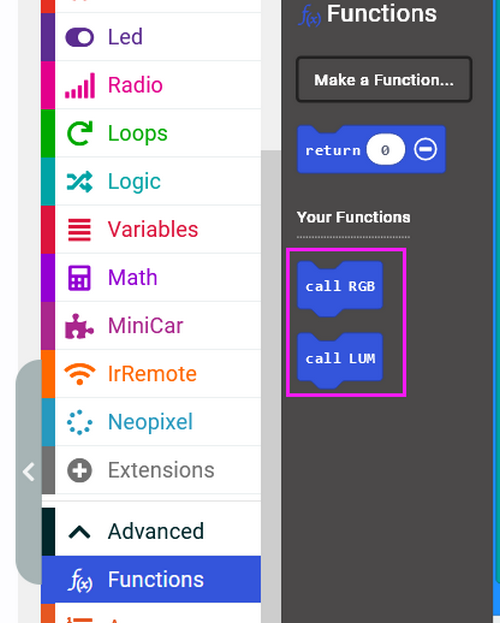 Led
Radio
Loops
Logic
Variables
Math
MiniCar
IrRemote
Neopixel
Extensions
Advanced
f(x) Functions
f(x) Functions
Make a Function...
return 0
Your Functions
call RGB
call LUM